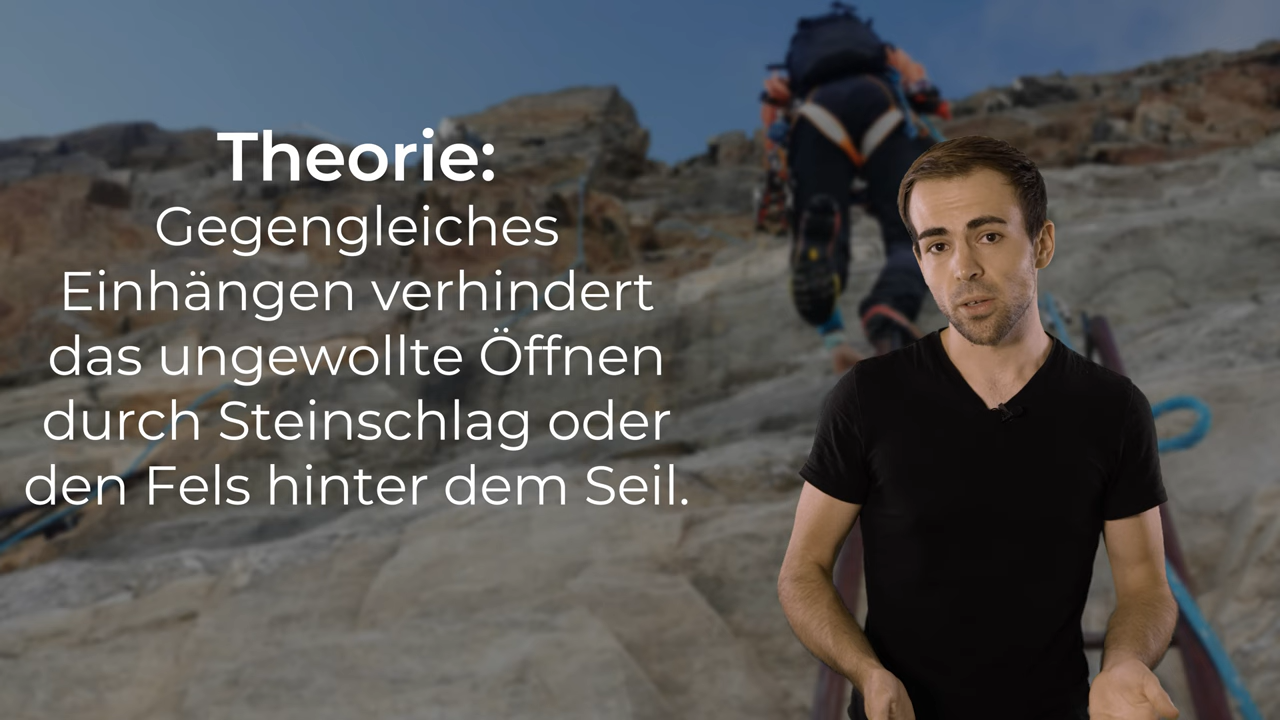 Theorie:
Gegengleiches
Einhängen verhindert
das ungewollte Öffnen
durch Steinschlag oder
den Fels hinter dem Seil.